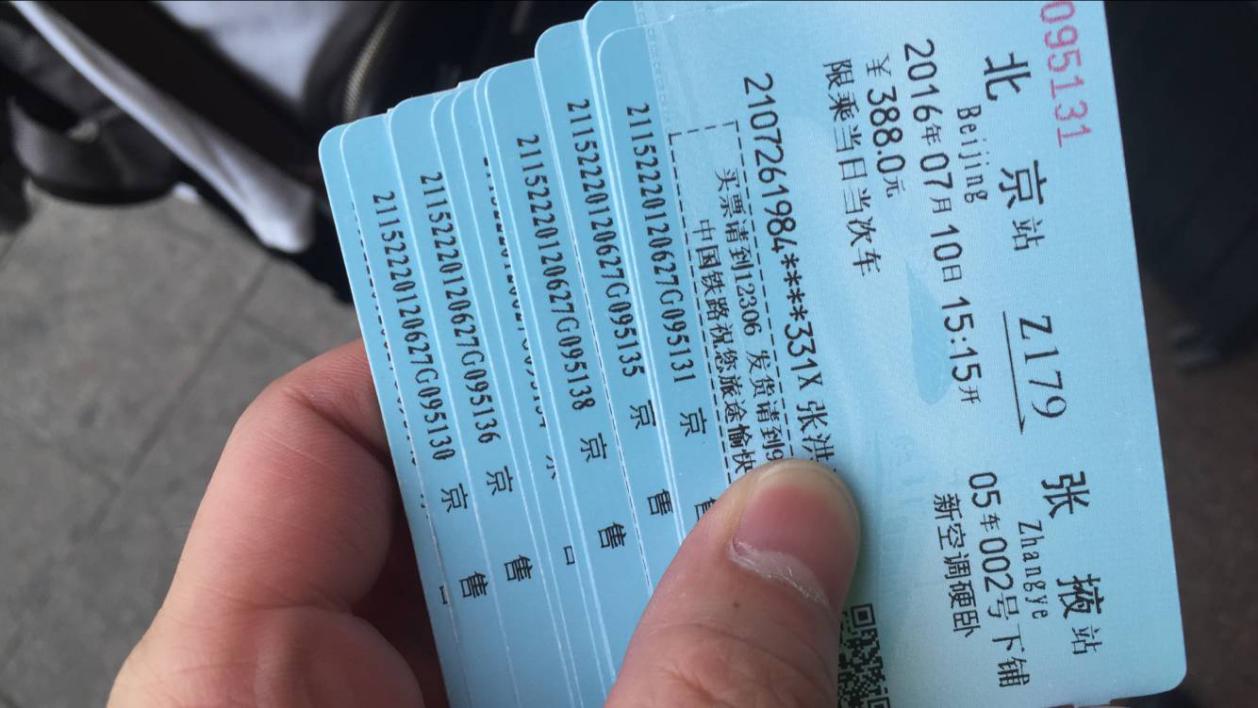 095131
北京站 Z179 张掖站
Beijing Zhangye
2016年07月10日 15:15开 05车002号下铺
￥388.0元 新空调硬卧
限乘当日当次车
2107261984****331X 张洪
买票请到12306 发货请到9
中国铁路祝您旅途愉快
21152220120627G095131 京 售
21152220120627G095135 京 售
21152220120627G095138 京 售
21152220120627G095136 京 售
21152220120627G095130 京 售